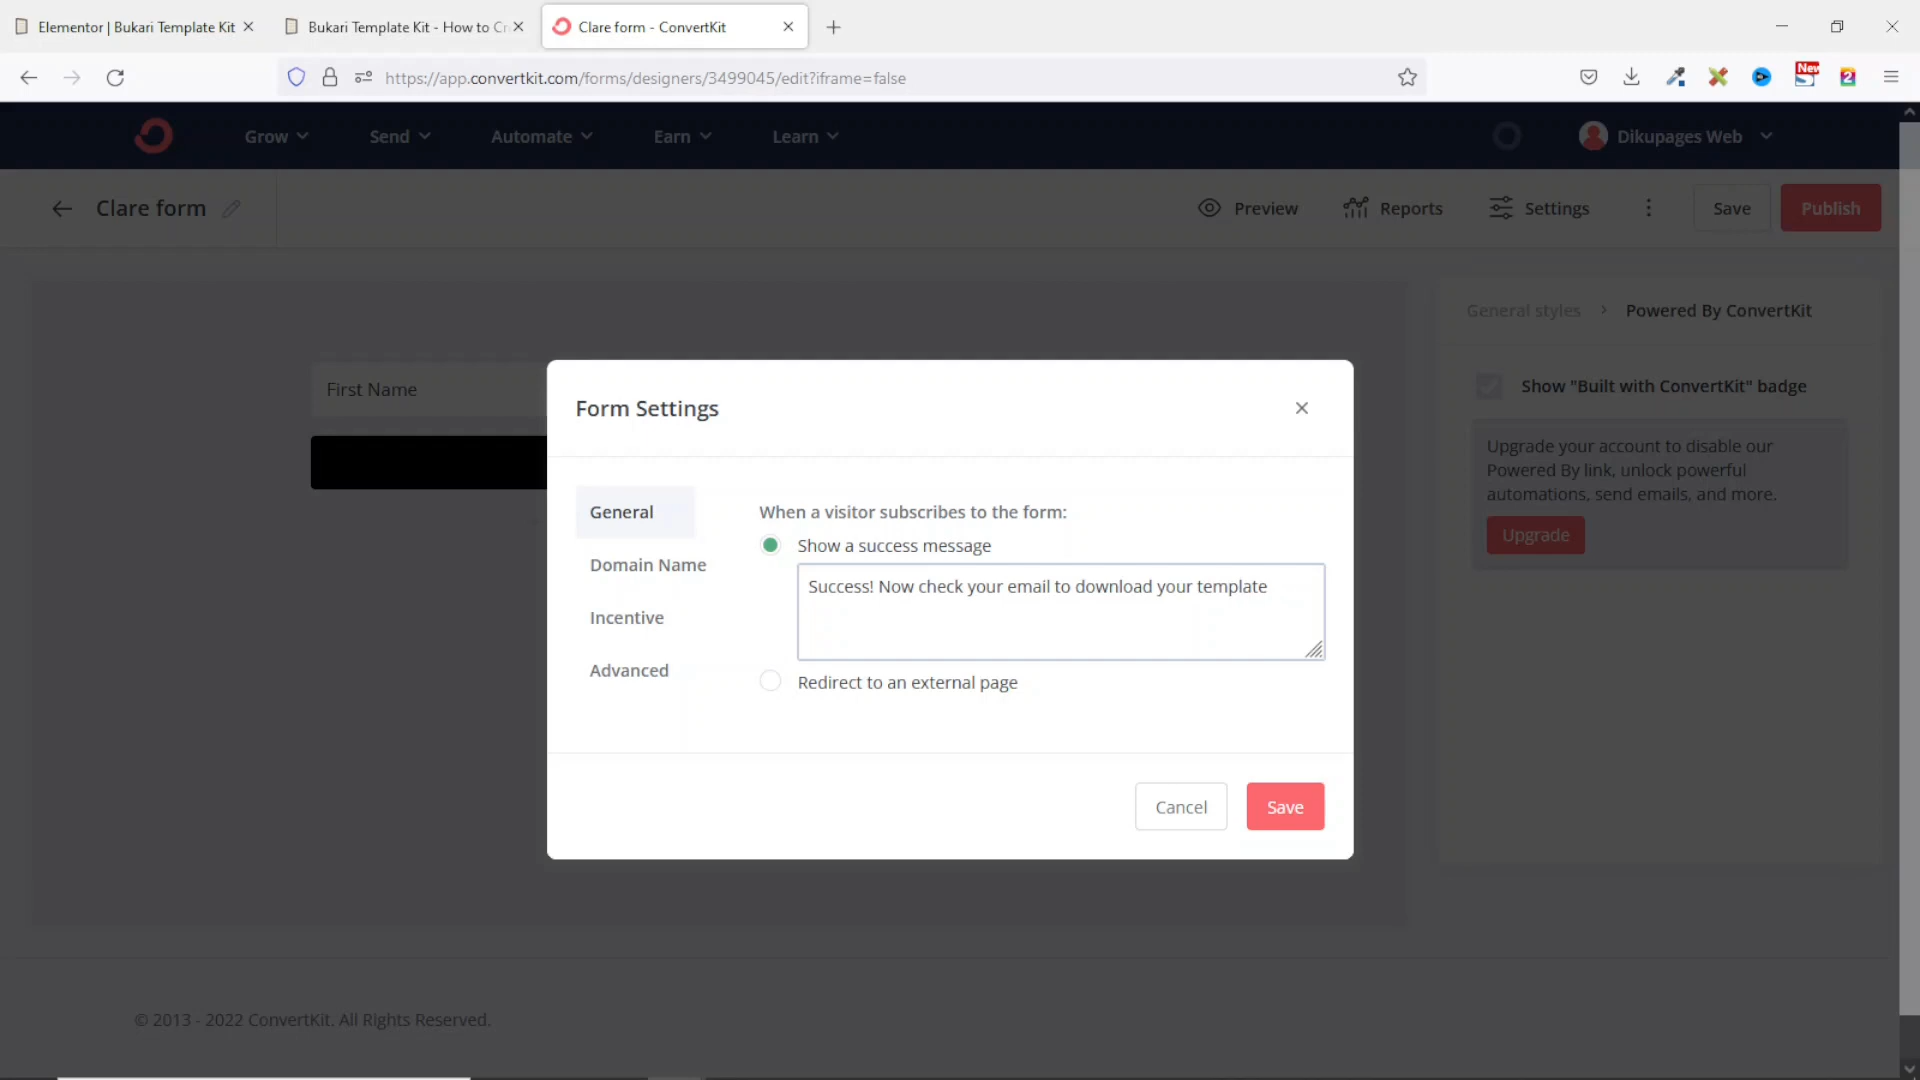 Elementor | Bukari Template Kit
Bukari Template Kit - How to Cr
Clare form - ConvertKit
https://app.convertkit.com/forms/designers/3499045/edit?iframe=false
New
2
Grow
Send
Automate
Earn
Learn
Dikupages Web
Clare form
Preview
Reports
Settings
Save
Publish
General styles
Powered By ConvertKit
Show "Built with ConvertKit" badge
Upgrade your account to disable our
Powered By link, unlock powerful
automations, send emails, and more.
Upgrade
First Name
Form Settings
General
Domain Name
Incentive
Advanced
When a visitor subscribes to the form:
Show a success message
Success! Now check your email to download your template
Redirect to an external page
Cancel
Save
© 2013 - 2022 ConvertKit. All Rights Reserved.